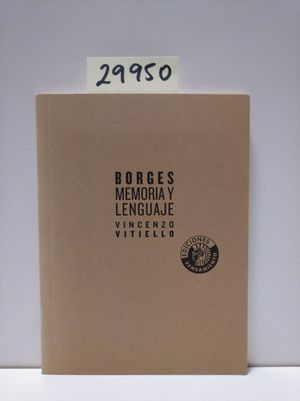 29950
BORGES
MEMORIA Y
LENGUAJE
VINCENZO
VITIELLO
EDICIONES
PENSAMIENTO